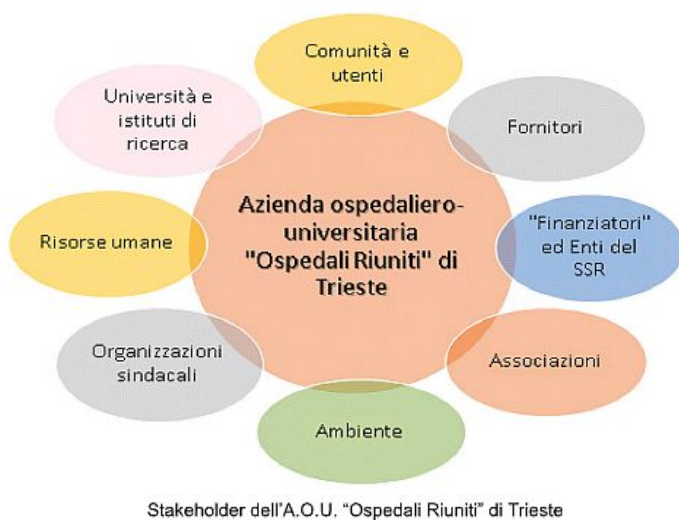 Comunità e
utenti
Università e
istituti di
ricerca
Fornitori
Azienda ospedaliero-
universitaria
"Ospedali Riuniti" di
Trieste
Risorse umane
"Finanziatori"
ed Enti del
SSR
Organizzazioni
sindacali
Associazioni
Ambiente
Stakeholder dell'A.O.U. “Ospedali Riuniti” di Trieste